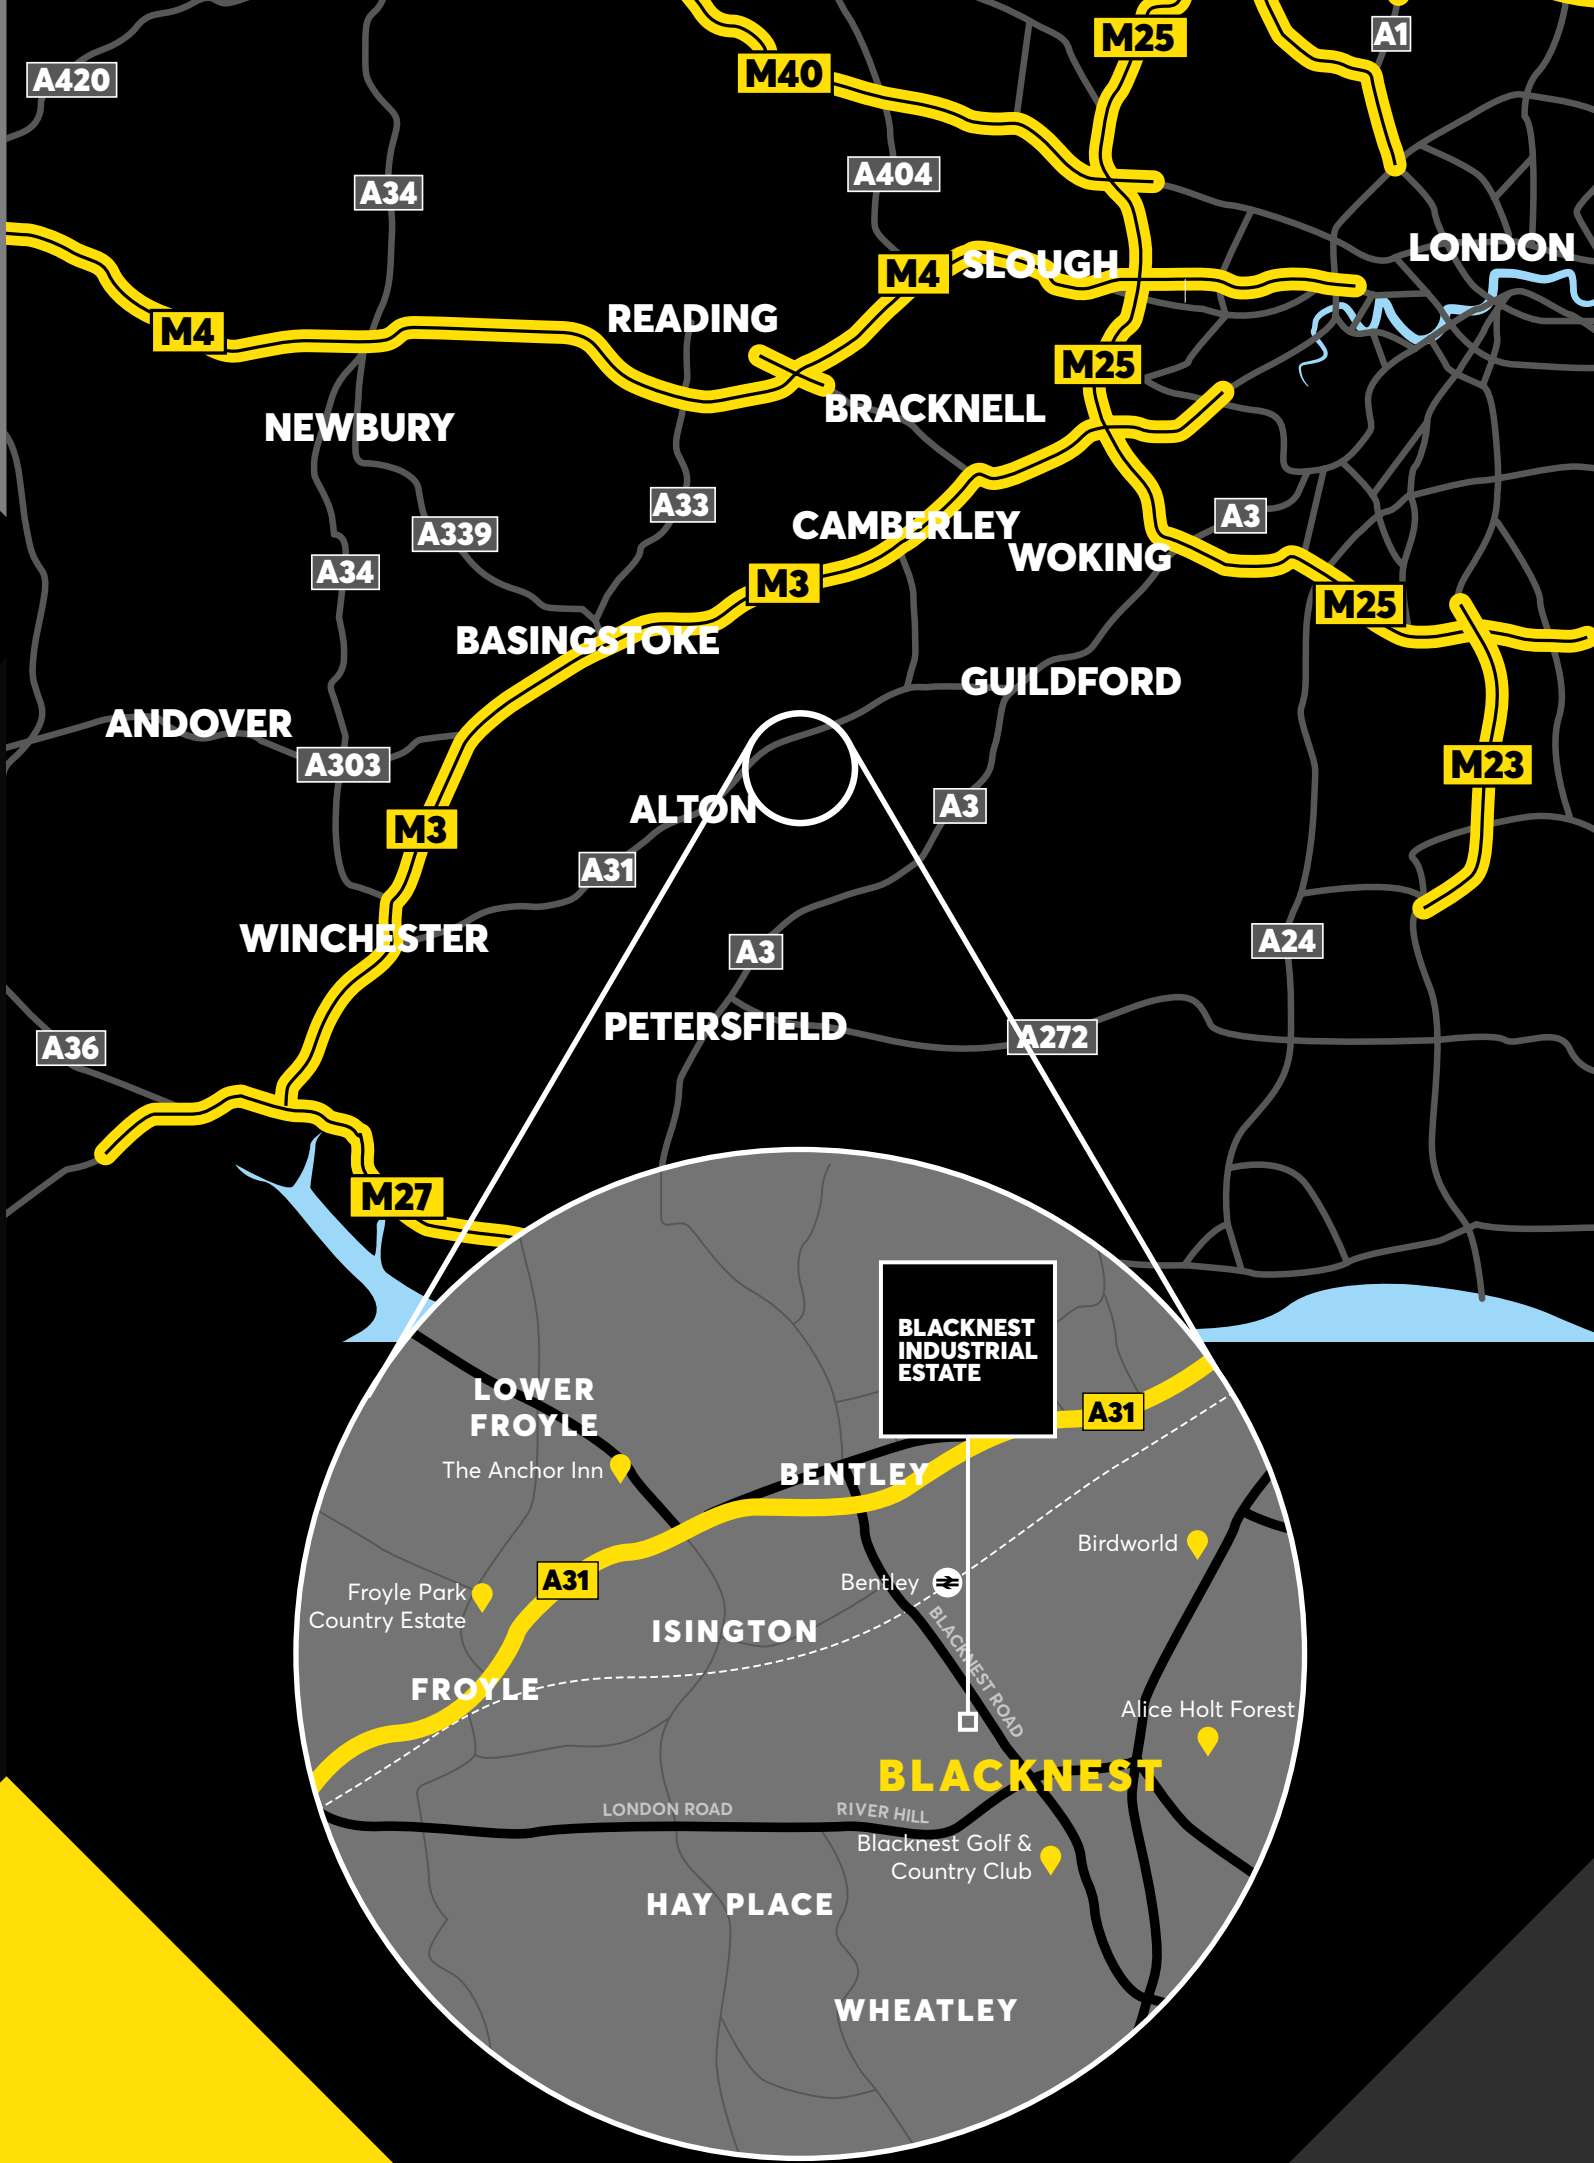 M25
A1
A420
M40
A404
A34
LONDON
SLOUGH
M4
READING
M4
M25
BRACKNELL
NEWBURY
A33
A3
CAMBERLEY
A339
WOKING
A34
M3
M25
BASINGSTOKE
GUILDFORD
ANDOVER
A303
M23
ALTON
A3
M3
A31
WINCHESTER
A3
A24
PETERSFIELD
A272
A36
M27
BLACKNEST
INDUSTRIAL
ESTATE
LOWER
FROYLE
A31
The Anchor Inn
BENTLEY
Birdworld
A31
Bentley
Froyle Park
Country Estate
ISINGTON
BLACKNEST ROAD
FROYLE
Alice Holt Forest
BLACKNEST
LONDON ROAD
RIVER HILL
Blacknest Golf &
Country Club
HAY PLACE
WHEATLEY